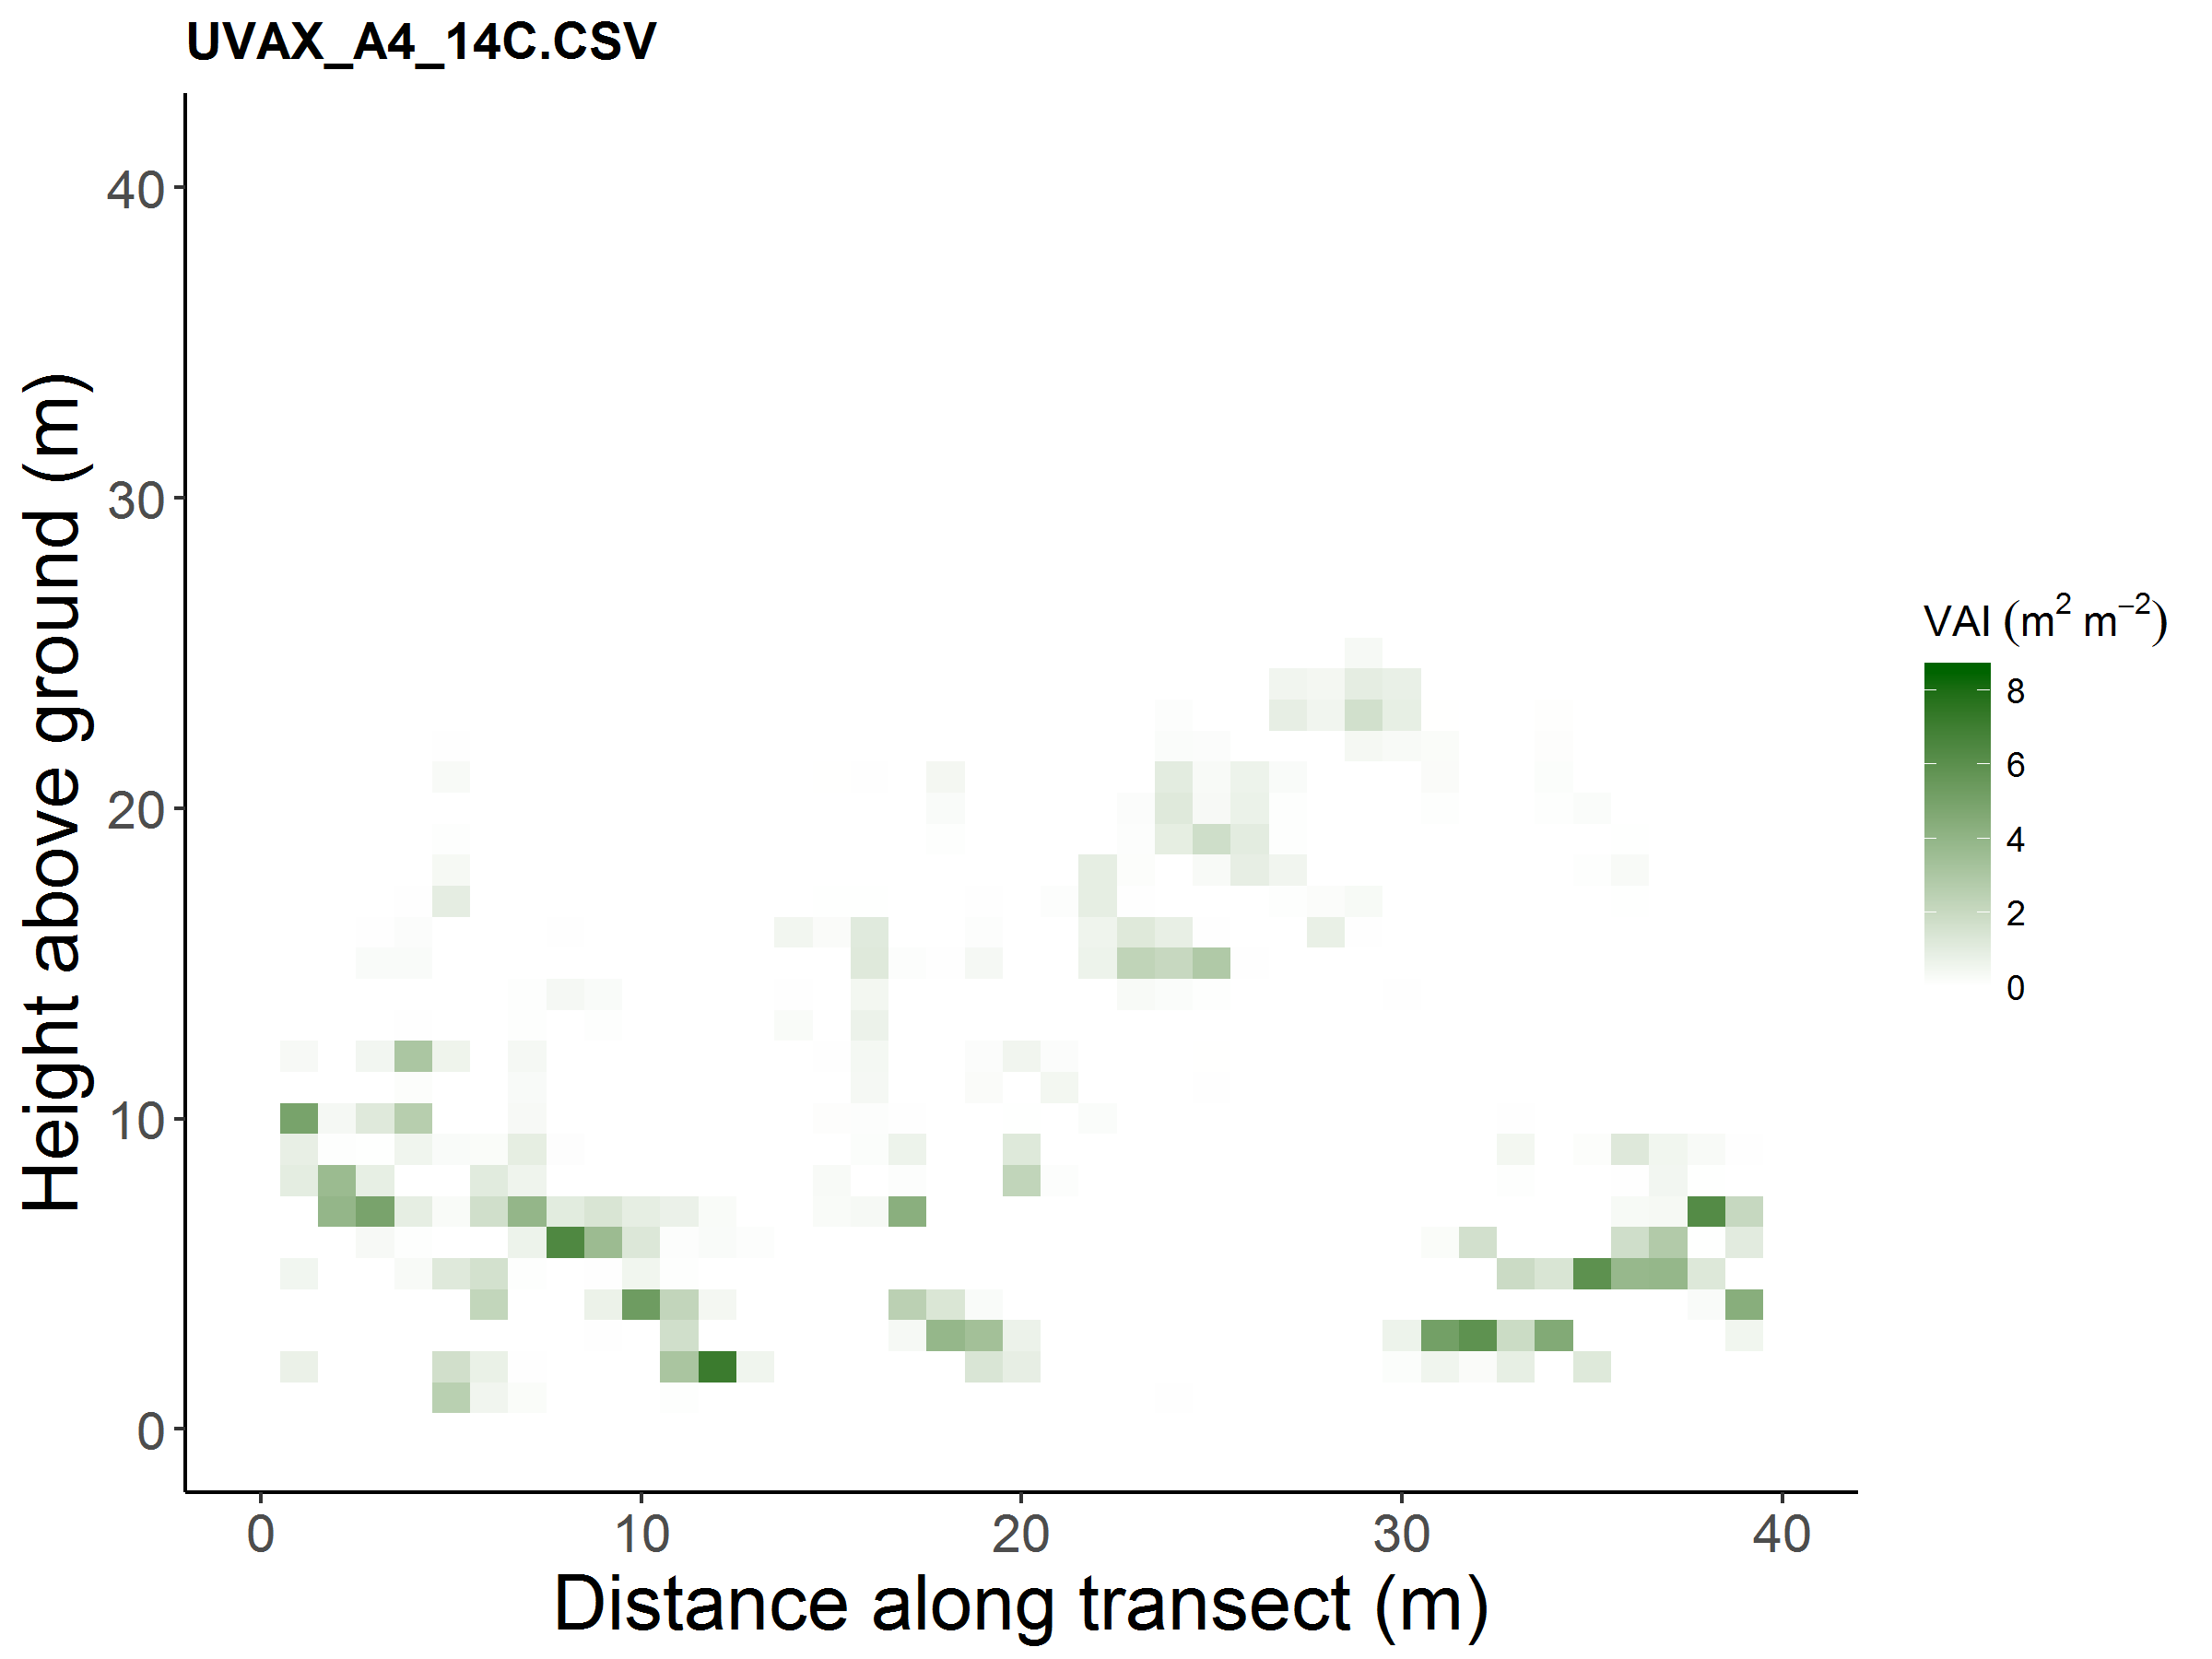 UVAX_A4_14C.CSV
Height above ground (m)
40
30
20
10
0
0 10 20 30 40
Distance along transect (m)
VAI (m² m⁻²)
8
6
4
2
0